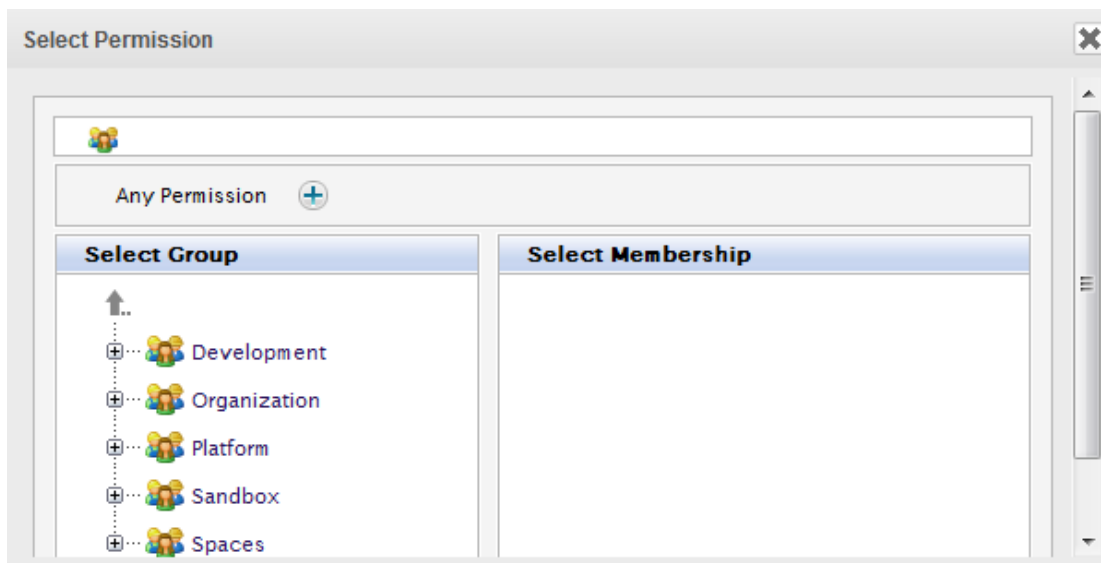 Select Permission
Any Permission
Select Group
Select Membership
..
Development
Organization
Platform
Sandbox
Spaces